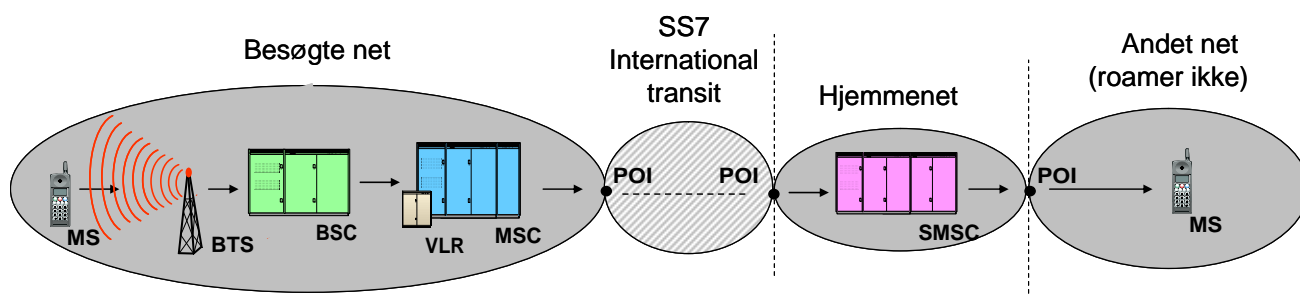 Besøgte net
SS7
International
transit
Hjemmenet
Andet net
(roamer ikke)
MS
BTS
BSC
VLR
MSC
POI
POI
SMSC
POI
MS